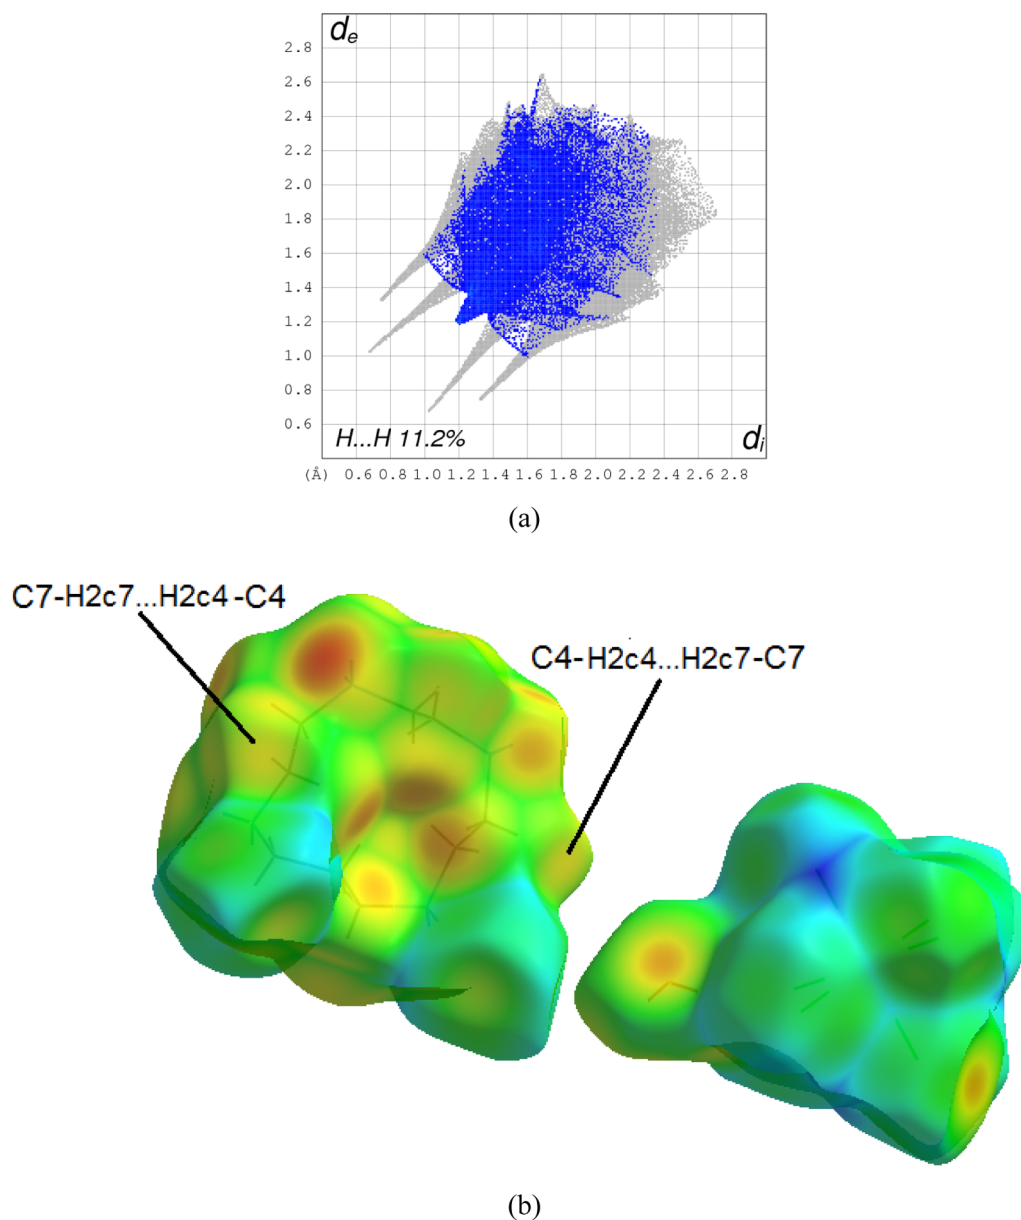 d_e
2.8
2.6
2.4
2.2
2.0
1.8
1.6
1.4
1.2
1.0
0.8
0.6
H...H 11.2%
d_i
(Å) 0.6 0.8 1.0 1.2 1.4 1.6 1.8 2.0 2.2 2.4 2.6 2.8
(a)
C7-H2c7...H2c4-C4
C4-H2c4...H2c7-C7
(b)